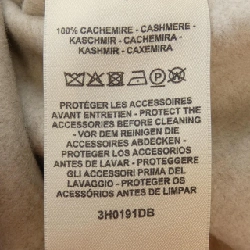 100% CACHEMIRE - CASHMERE -
KASCHMIR - CACHEMIRA -
KASHMIR - CAXEMIRA
PROTÉGER LES ACCESSOIRES
AVANT ENTRETIEN - PROTECT THE
ACCESSORIES BEFORE CLEANING
- VOR DEM REINIGEN DIE
ACCESSOIRES ABDECKEN -
PROTEGER LOS ACCESORIOS
ANTES DE LAVAR - PROTEGGERE
GLI ACCESSORI PRIMA DEL
LAVAGGIO - PROTEGER OS
ACESSÓRIOS ANTES DE LIMPAR
3H0191DB